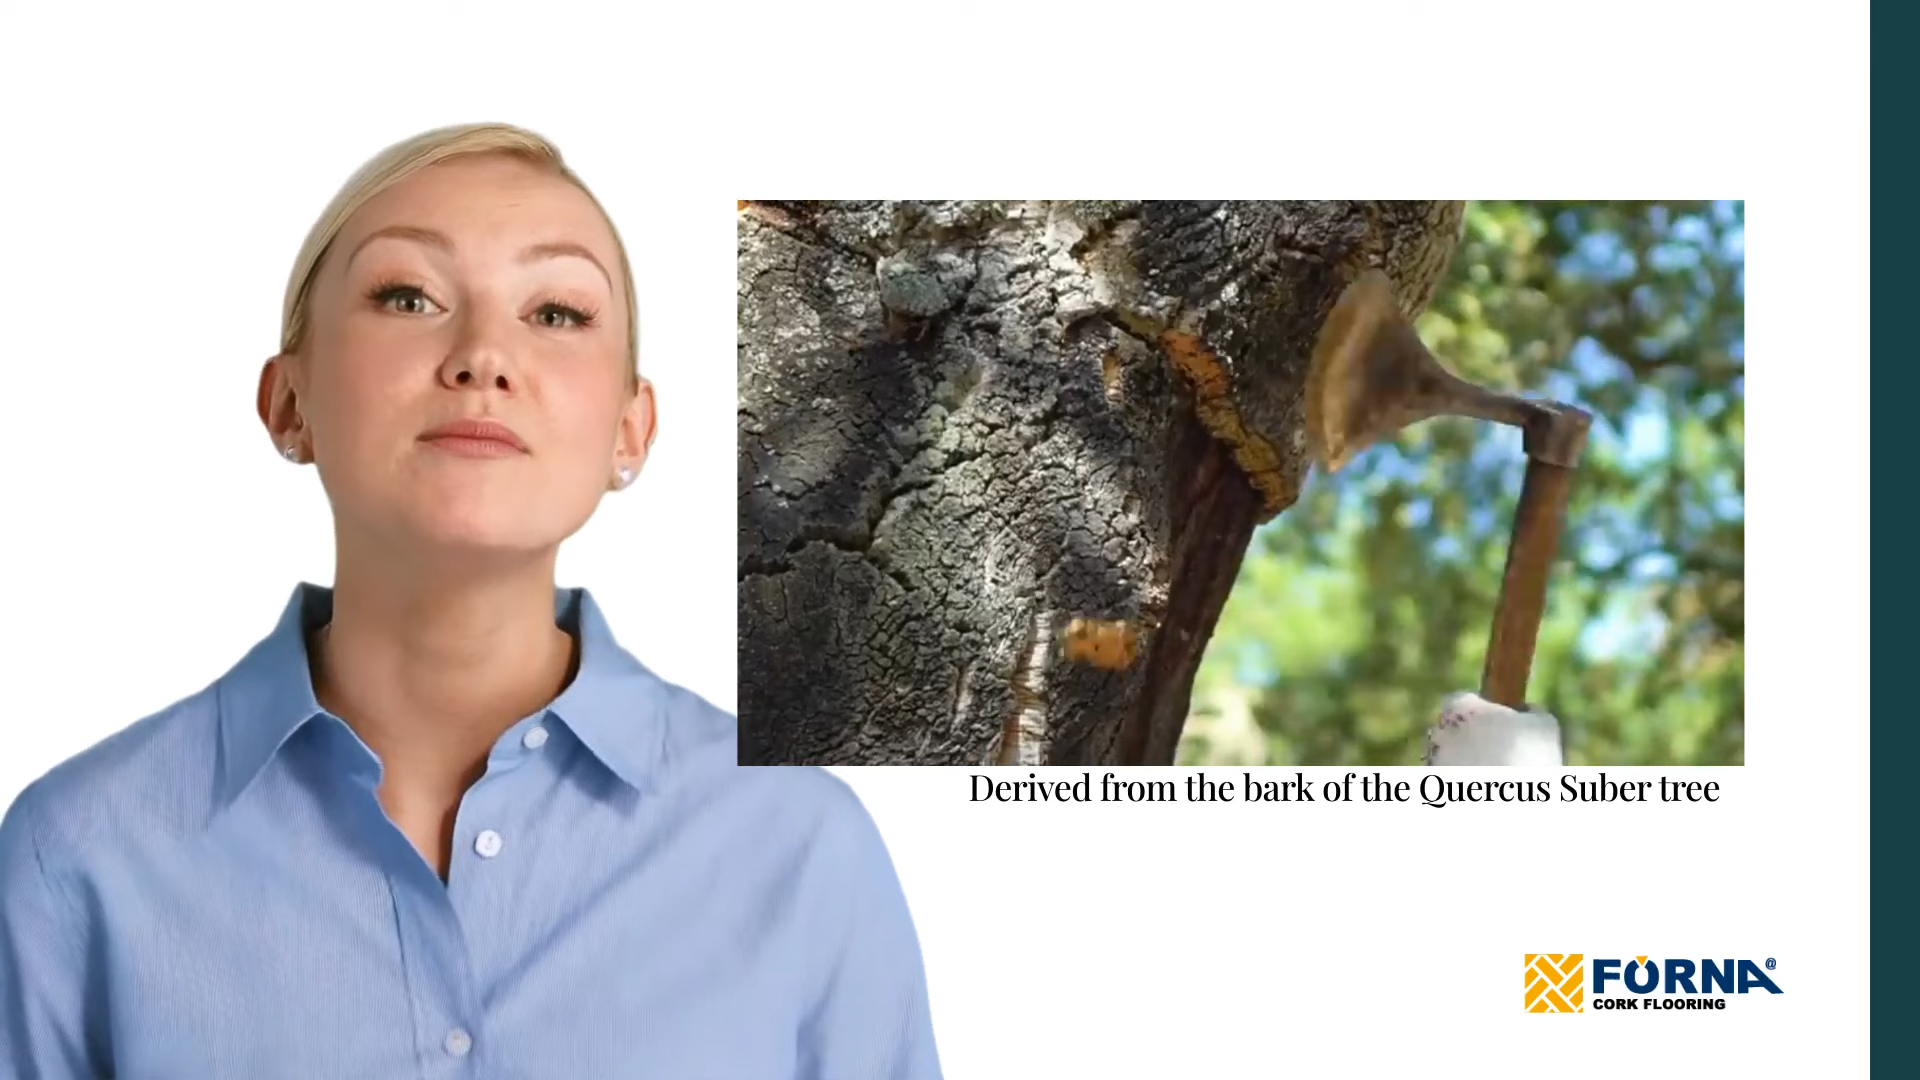 Derived from the bark of the Quercus Suber tree
FORNA@
CORK FLOORING